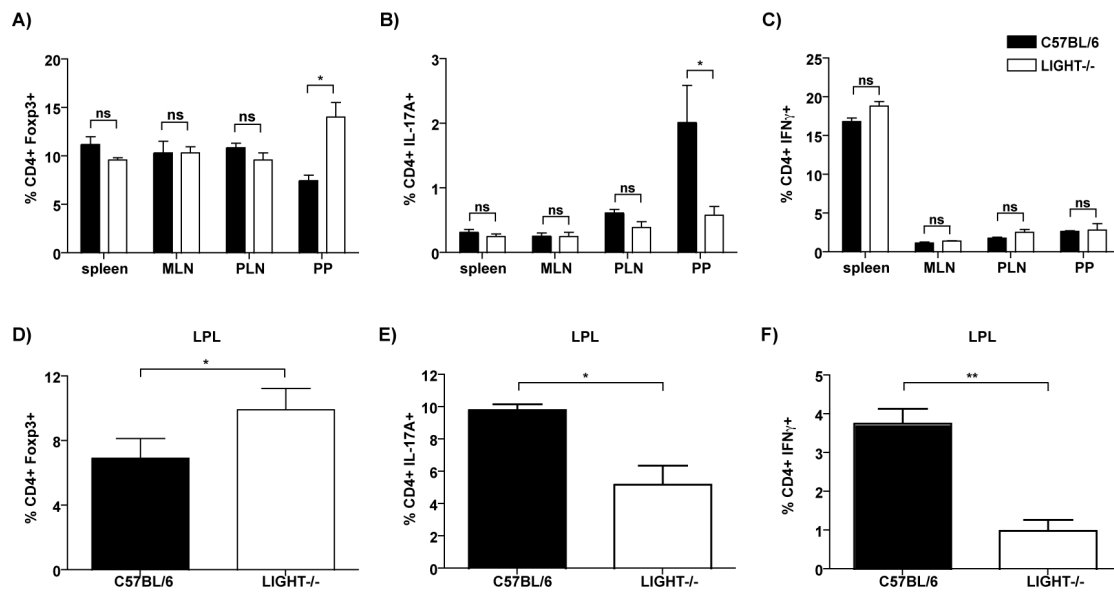 A)
% CD4+ Foxp3+
20
15
10
5
0
ns
ns
ns
*
spleen MLN PLN PP
B)
% CD4+ IL-17A+
3
2
1
0
ns
ns
ns
*
spleen MLN PLN PP
C)
% CD4+ IFNγ+
25
20
15
10
5
0
ns
ns
ns
ns
spleen MLN PLN PP
C57BL/6
LIGHT-/-
D)
LPL
% CD4+ Foxp3+
12
8
4
0
*
C57BL/6 LIGHT-/-
E)
LPL
% CD4+ IL-17A+
12
10
8
6
4
2
0
*
C57BL/6 LIGHT-/-
F)
LPL
% CD4+ IFNγ+
5
4
3
2
1
0
**
C57BL/6 LIGHT-/-